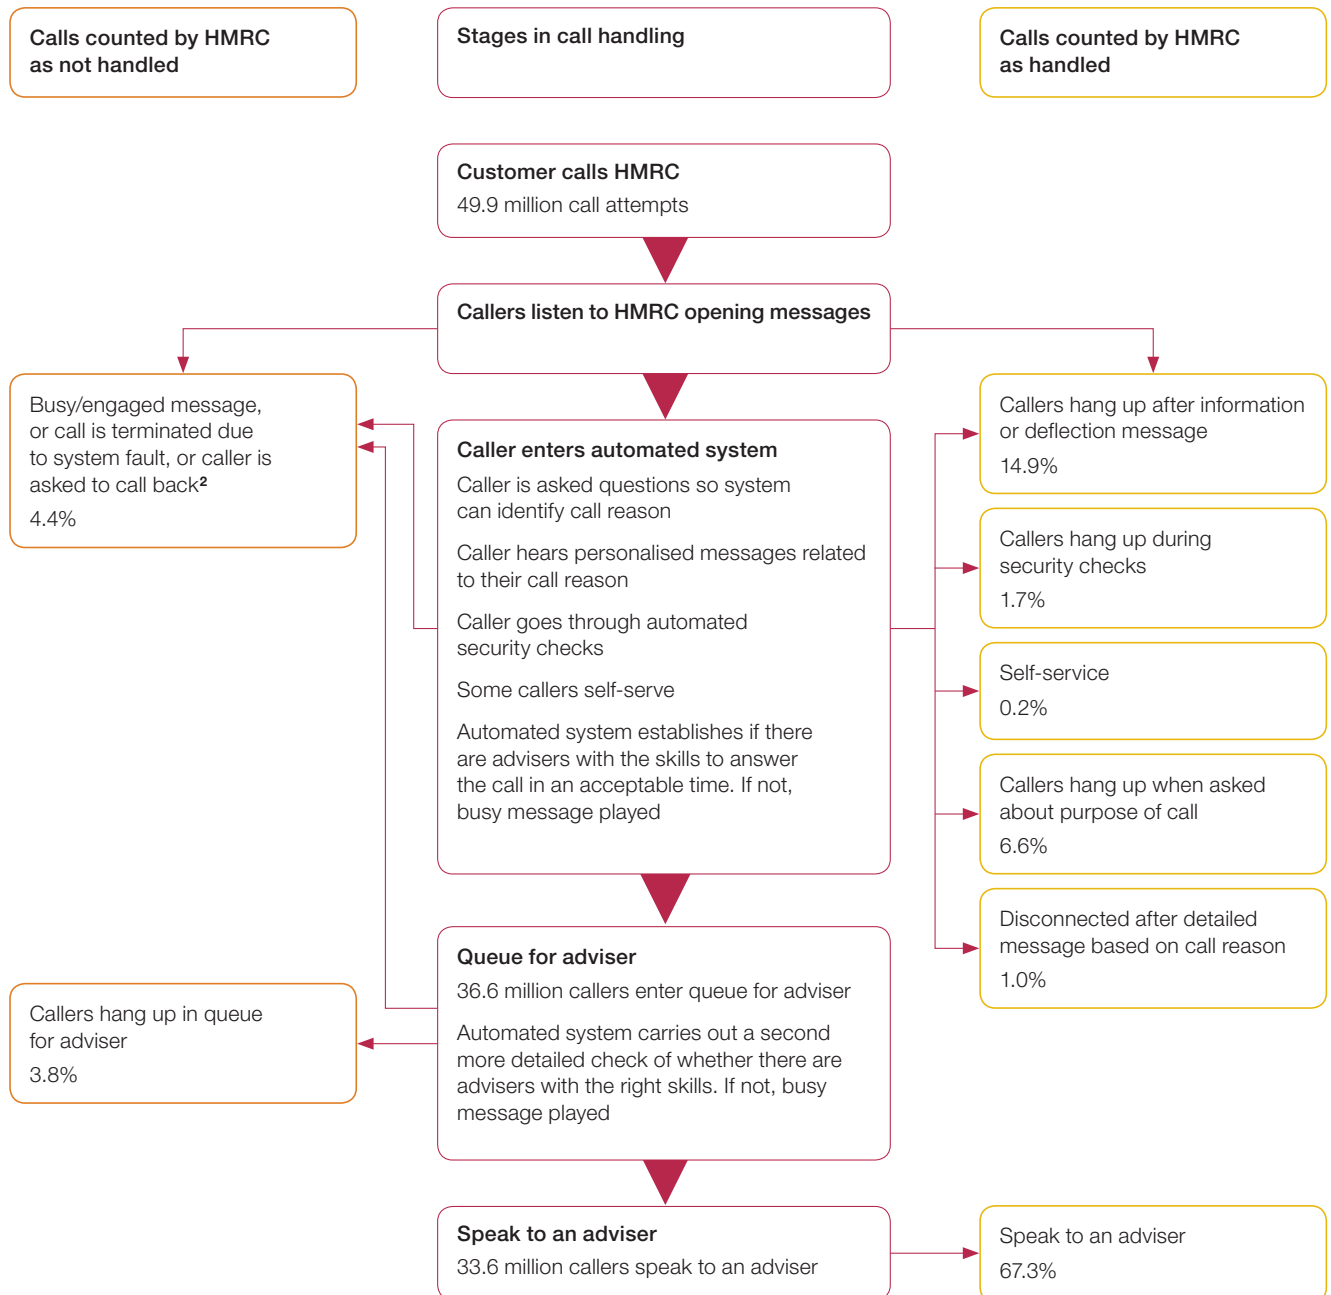 Calls counted by HMRC
as not handled
Stages in call handling
Calls counted by HMRC
as handled
Customer calls HMRC
49.9 million call attempts
Callers listen to HMRC opening messages
Busy/engaged message,
or call is terminated due
to system fault, or caller is
asked to call back²
4.4%
Caller enters automated system
Caller is asked questions so system
can identify call reason
Caller hears personalised messages related
to their call reason
Caller goes through automated
security checks
Some callers self-serve
Automated system establishes if there
are advisers with the skills to answer
the call in an acceptable time. If not,
busy message played
Callers hang up after information
or deflection message
14.9%
Callers hang up during
security checks
1.7%
Self-service
0.2%
Callers hang up when asked
about purpose of call
6.6%
Disconnected after detailed
message based on call reason
1.0%
Queue for adviser
36.6 million callers enter queue for adviser
Automated system carries out a second
more detailed check of whether there are
advisers with the right skills. If not, busy
message played
Callers hang up in queue
for adviser
3.8%
Speak to an adviser
33.6 million callers speak to an adviser
Speak to an adviser
67.3%